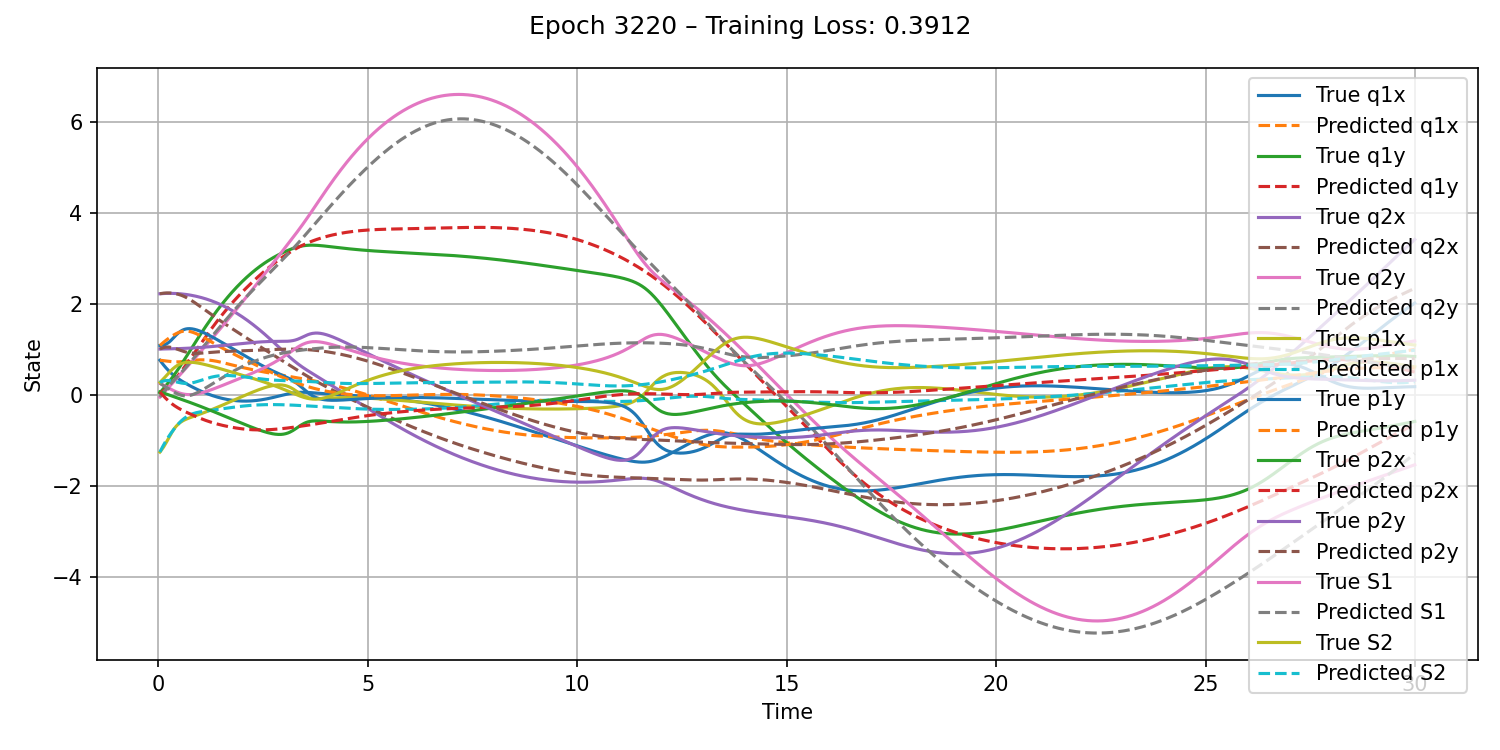 Epoch 3220 – Training Loss: 0.3912
State
6
4
2
0
−2
−4
0
5
10
15
20
25
30
Time
True q1x
Predicted q1x
True q1y
Predicted q1y
True q2x
Predicted q2x
True q2y
Predicted q2y
True p1x
Predicted p1x
True p1y
Predicted p1y
True p2x
Predicted p2x
True p2y
Predicted p2y
True S1
Predicted S1
True S2
Predicted S2